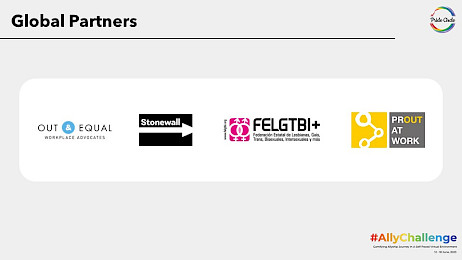 Global Partners
Pride Circle
OUT & EQUAL
WORKPLACE ADVOCATES
Stonewall
FELGTBI+
Federación Estatal de Lesbianas, Gais,
Trans, Bisexuales, Intersexuales y más
PROUT
AT
WORK
#AllyChallenge